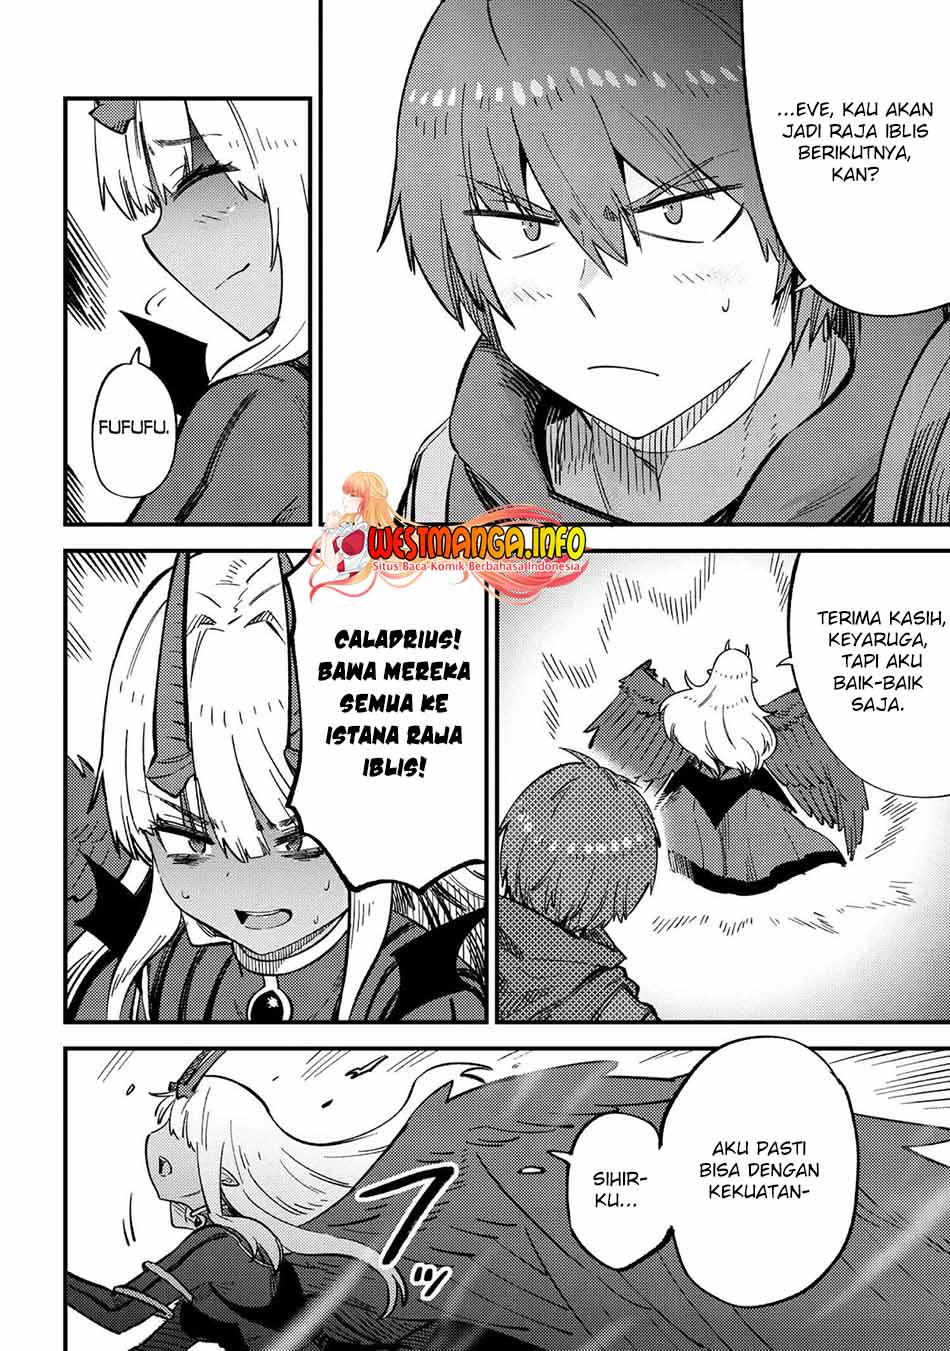 ...EVE, KAU AKAN
JADI RAJA IBLIS
BERIKUTNYA,
KAN?
FUFUFU.
WESTMANGA.INFO
Situs Baca Komik Berbahasa Indonesia
TERIMA KASIH,
KEYARUGA,
TAPI AKU
BAIK-BAIK
SAJA.
CALADRIUS!
BAWA MEREKA
SEMUA KE
ISTANA RAJA
IBLIS!
AKU PASTI
BISA DENGAN
KEKUATAN-
SIHIR-
KU...
ッ